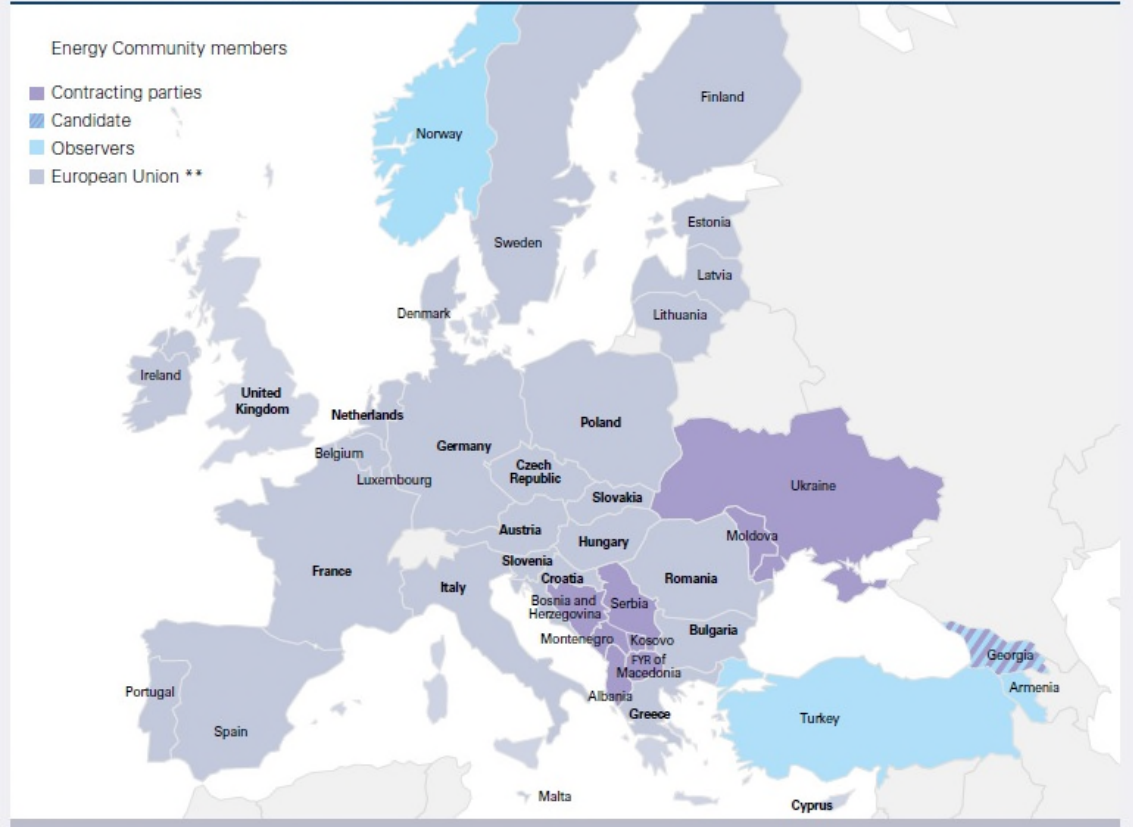 Energy Community members
Contracting parties
Candidate
Observers
European Union **
Finland
Norway
Estonia
Sweden
Latvia
Denmark
Lithuania
Ireland
United
Kingdom
Netherlands
Poland
Germany
Belgium
Czech
Republic
Luxembourg
Ukraine
Slovakia
Austria
Moldova
Hungary
Slovenia
France
Croatia
Romania
Italy
Bosnia and
Herzegovina
Serbia
Bulgaria
Montenegro
Kosovo
Georgia
FYR of
Macedonia
Armenia
Portugal
Albania
Greece
Turkey
Spain
Malta
Cyprus